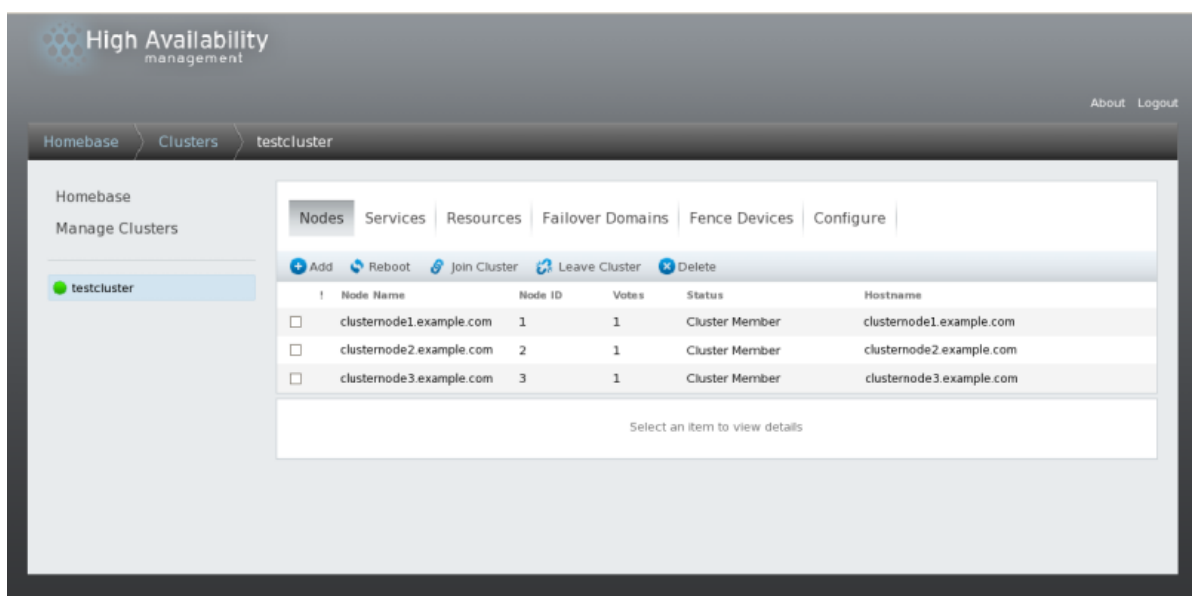 High Availability
management
About Logout
Homebase Clusters testcluster
Homebase
Manage Clusters
testcluster
Nodes Services Resources Failover Domains Fence Devices Configure
Add Reboot Join Cluster Leave Cluster Delete
! Node Name Node ID Votes Status Hostname
clusternode1.example.com 1 1 Cluster Member clusternode1.example.com
clusternode2.example.com 2 1 Cluster Member clusternode2.example.com
clusternode3.example.com 3 1 Cluster Member clusternode3.example.com
Select an item to view details